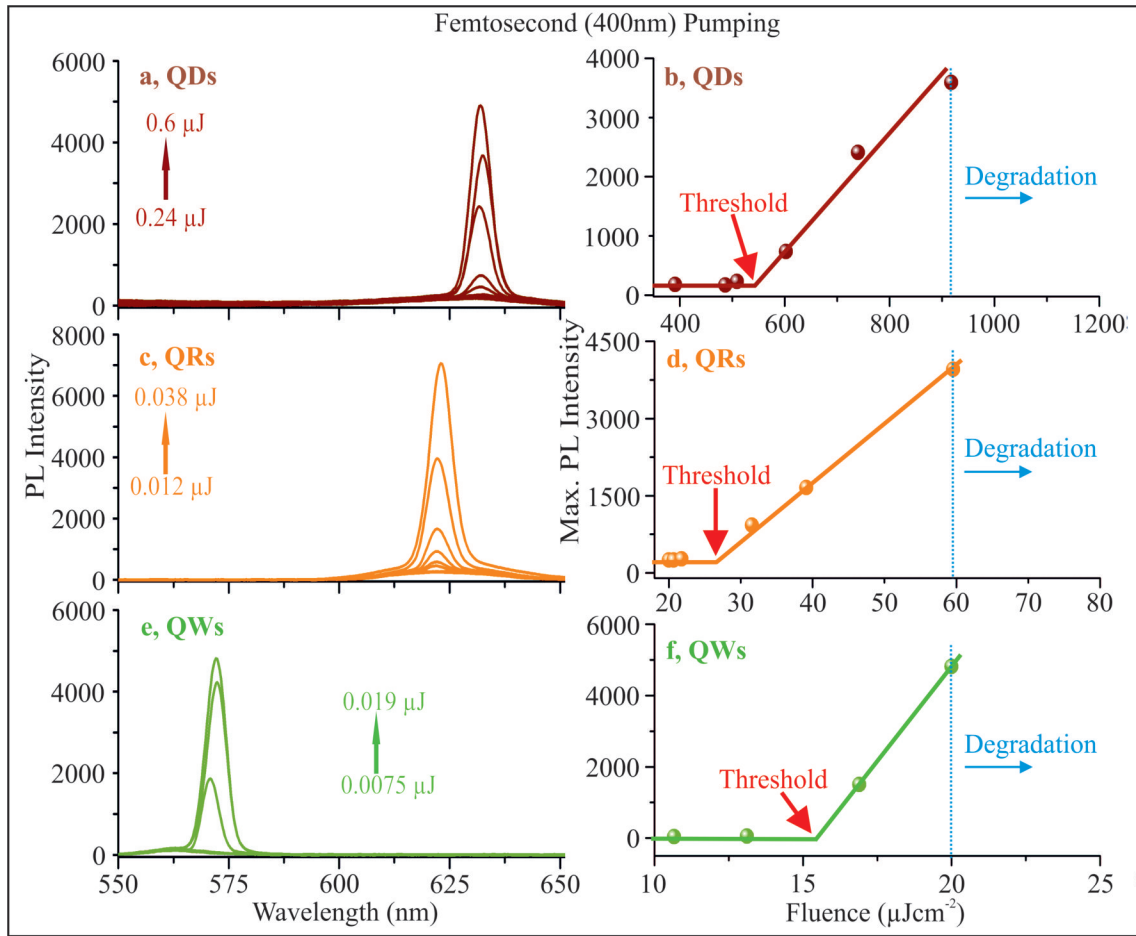 Femtosecond (400nm) Pumping
a, QDs
0.6 µJ
0.24 µJ
6000
4000
2000
0
b, QDs
Threshold
Degradation
4000
3000
2000
1000
0
400 600 800 1000 1200
c, QRs
0.038 µJ
0.012 µJ
8000
6000
4000
2000
0
PL Intensity
d, QRs
Threshold
Degradation
4500
3000
1500
0
Max. PL Intensity
20 30 40 50 60 70 80
e, QWs
0.019 µJ
0.0075 µJ
6000
4000
2000
0
550 575 600 625 650
Wavelength (nm)
f, QWs
Threshold
Degradation
6000
4000
2000
0
10 15 20 25
Fluence (µJcm-2)